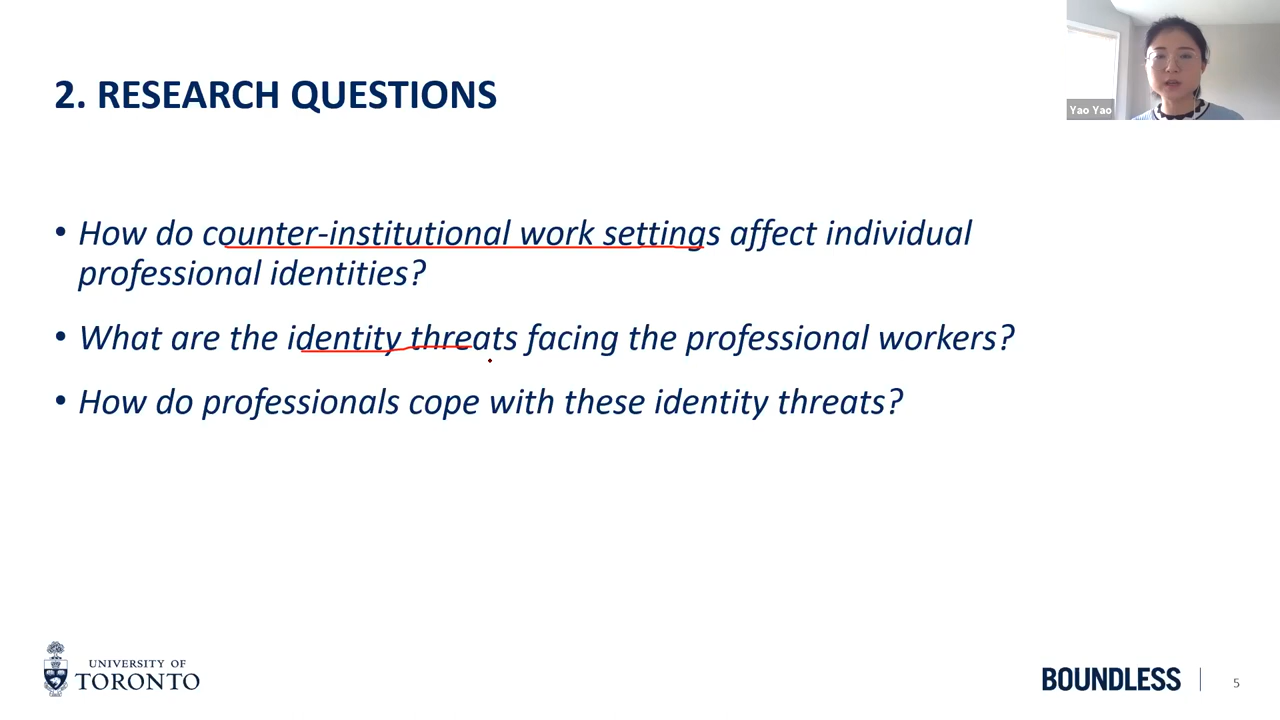 2. RESEARCH QUESTIONS
Yao Yao
• How do counter-institutional work settings affect individual
professional identities?
• What are the identity threats facing the professional workers?
• How do professionals cope with these identity threats?
UNIVERSITY OF
TORONTO
BOUNDLESS
5